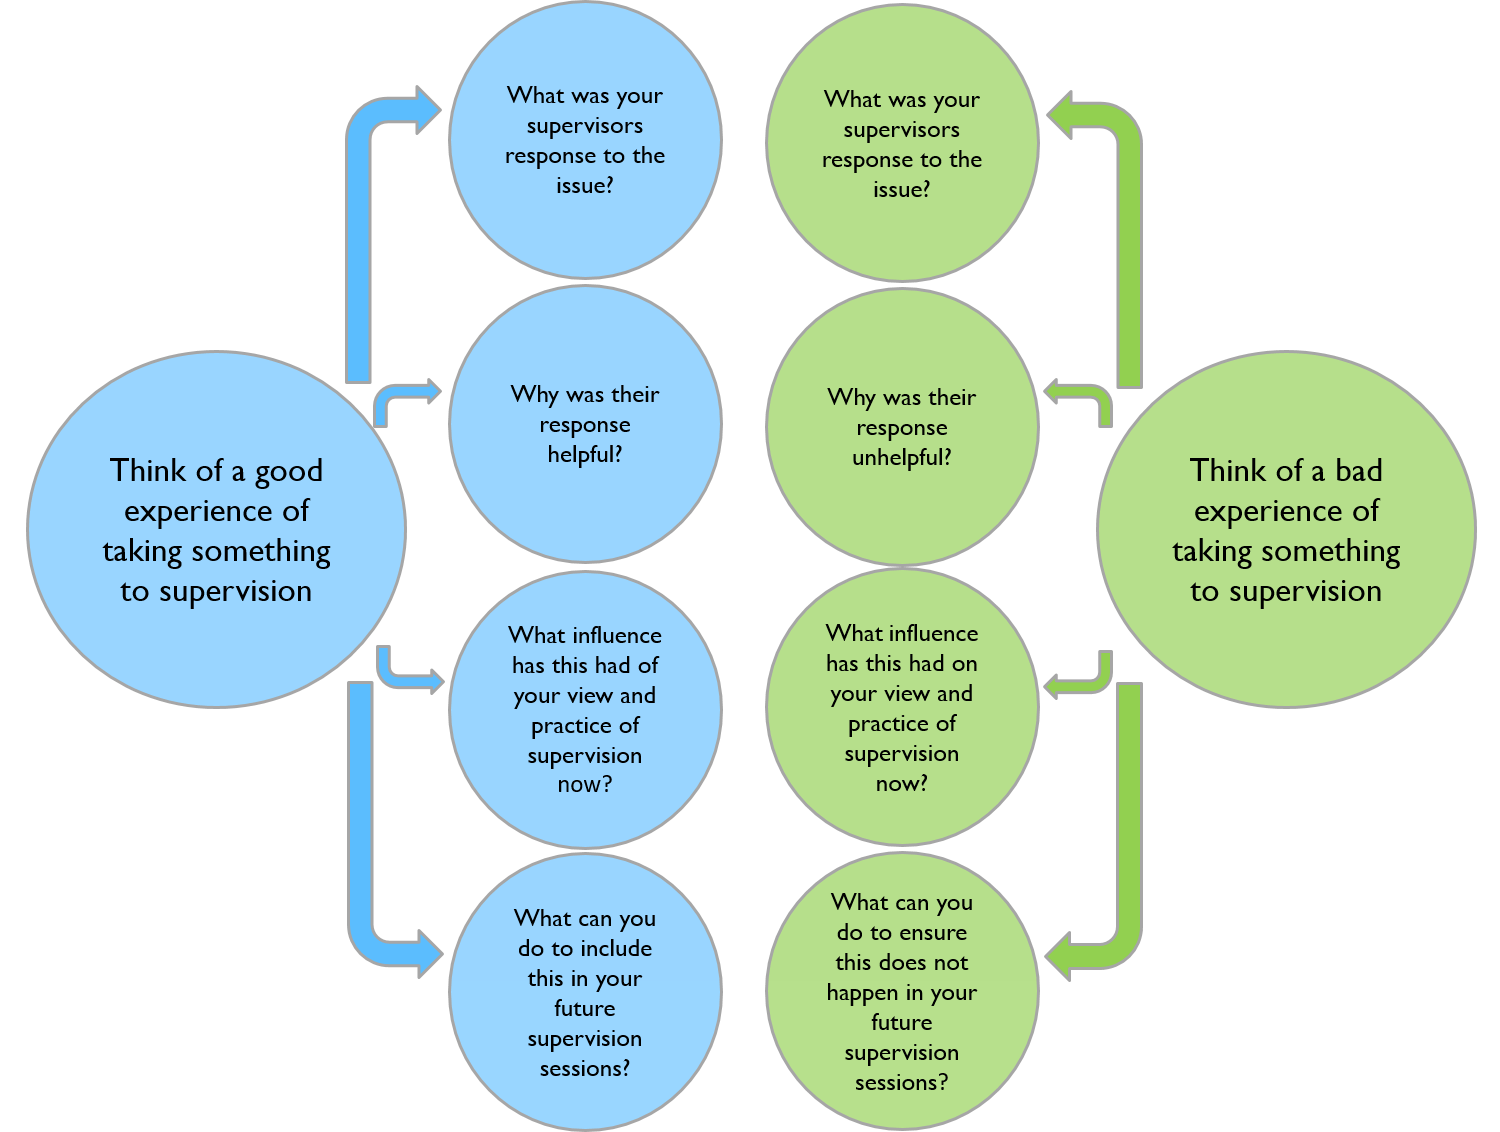 Think of a good
experience of
taking something
to supervision
What was your
supervisors
response to the
issue?
Why was their
response
helpful?
What influence
has this had of
your view and
practice of
supervision
now?
What can you
do to include
this in your
future
supervision
sessions?
What was your
supervisors
response to the
issue?
Why was their
response
unhelpful?
What influence
has this had on
your view and
practice of
supervision
now?
What can you
do to ensure
this does not
happen in your
future
supervision
sessions?
Think of a bad
experience of
taking something
to supervision